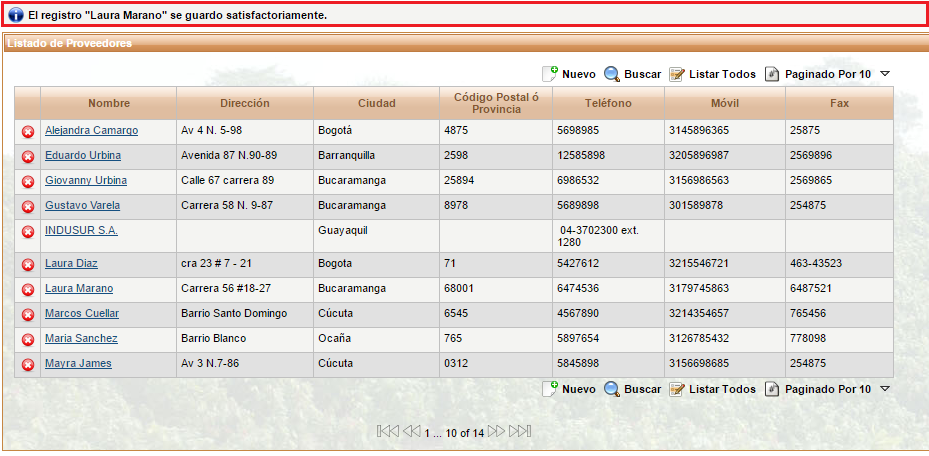 El registro "Laura Marano" se guardo satisfactoriamente.
Listado de Proveedores
Nuevo Buscar Listar Todos Paginado Por 10
Nombre Dirección Ciudad Código Postal ó Provincia Teléfono Móvil Fax
Alejandra Camargo Av 4 N. 5-98 Bogotá 4875 5698985 3145896365 25875
Eduardo Urbina Avenida 87 N.90-89 Barranquilla 2598 12585898 3205896987 2569896
Giovanny Urbina Calle 67 carrera 89 Bucaramanga 25894 6986532 3156986563 2569865
Gustavo Varela Carrera 58 N. 9-87 Bucaramanga 8978 5689898 301589878 254875
INDUSUR S.A. Guayaquil 04-3702300 ext. 1280
Laura Diaz cra 23 # 7 - 21 Bogota 71 5427612 3215546721 463-43523
Laura Marano Carrera 56 #18-27 Bucaramanga 68001 6474536 3179745863 6487521
Marcos Cuellar Barrio Santo Domingo Cúcuta 6545 4567890 3214354657 765456
Maria Sanchez Barrio Blanco Ocaña 765 5897654 3126785432 778098
Mayra James Av 3 N.7-86 Cúcuta 0312 5845898 3156698685 254875
Nuevo Buscar Listar Todos Paginado Por 10
1 ... 10 of 14